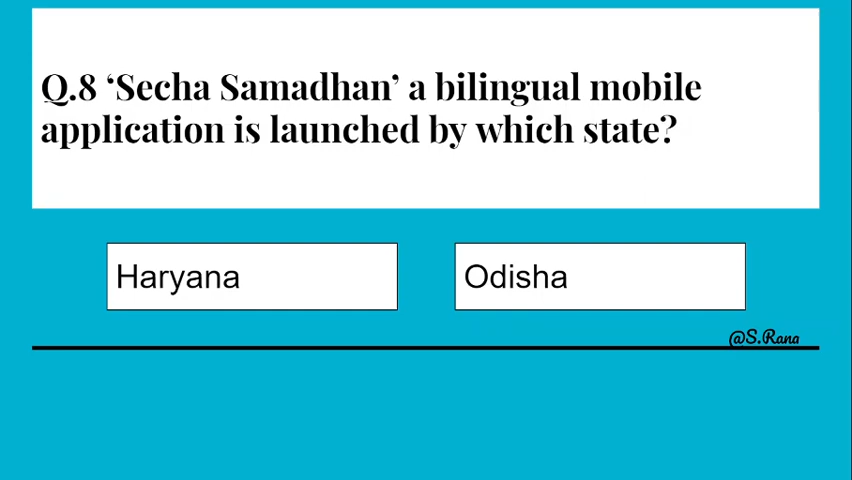 Q.8 ‘Secha Samadhan’ a bilingual mobile
application is launched by which state?
Haryana
Odisha
@S.Rana